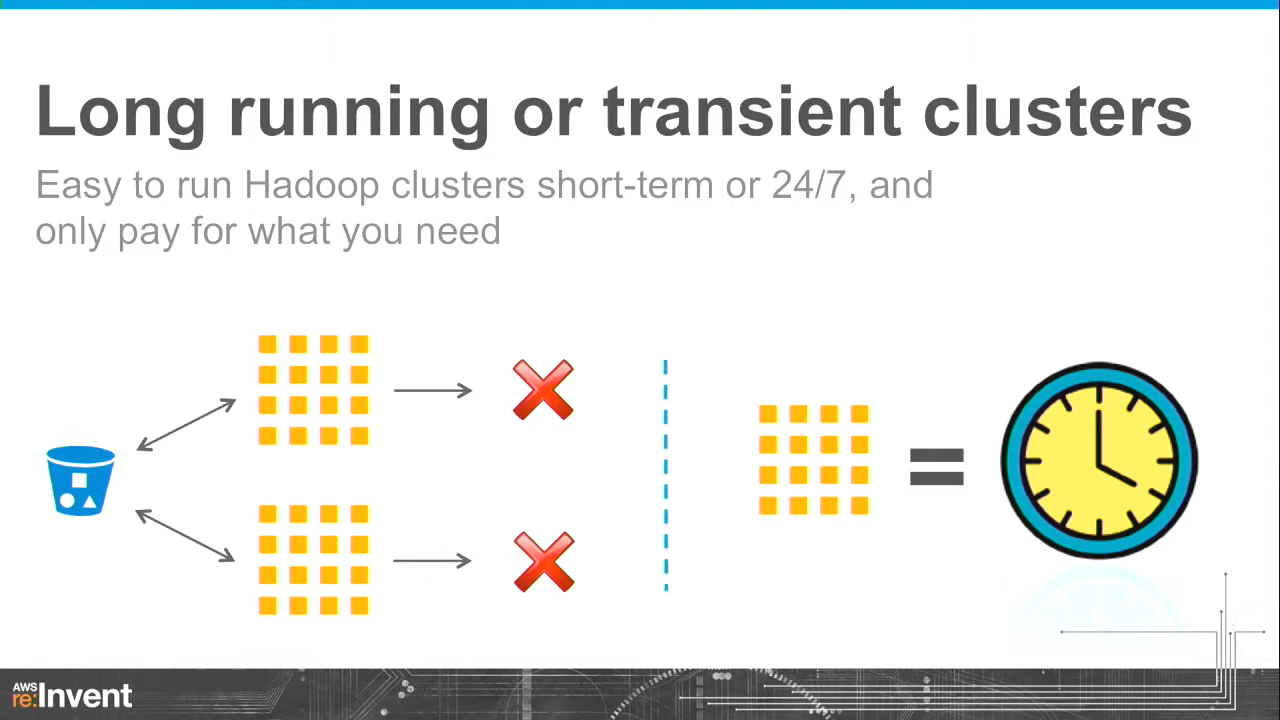 Long running or transient clusters
Easy to run Hadoop clusters short-term or 24/7, and
only pay for what you need
AWS
re:Invent